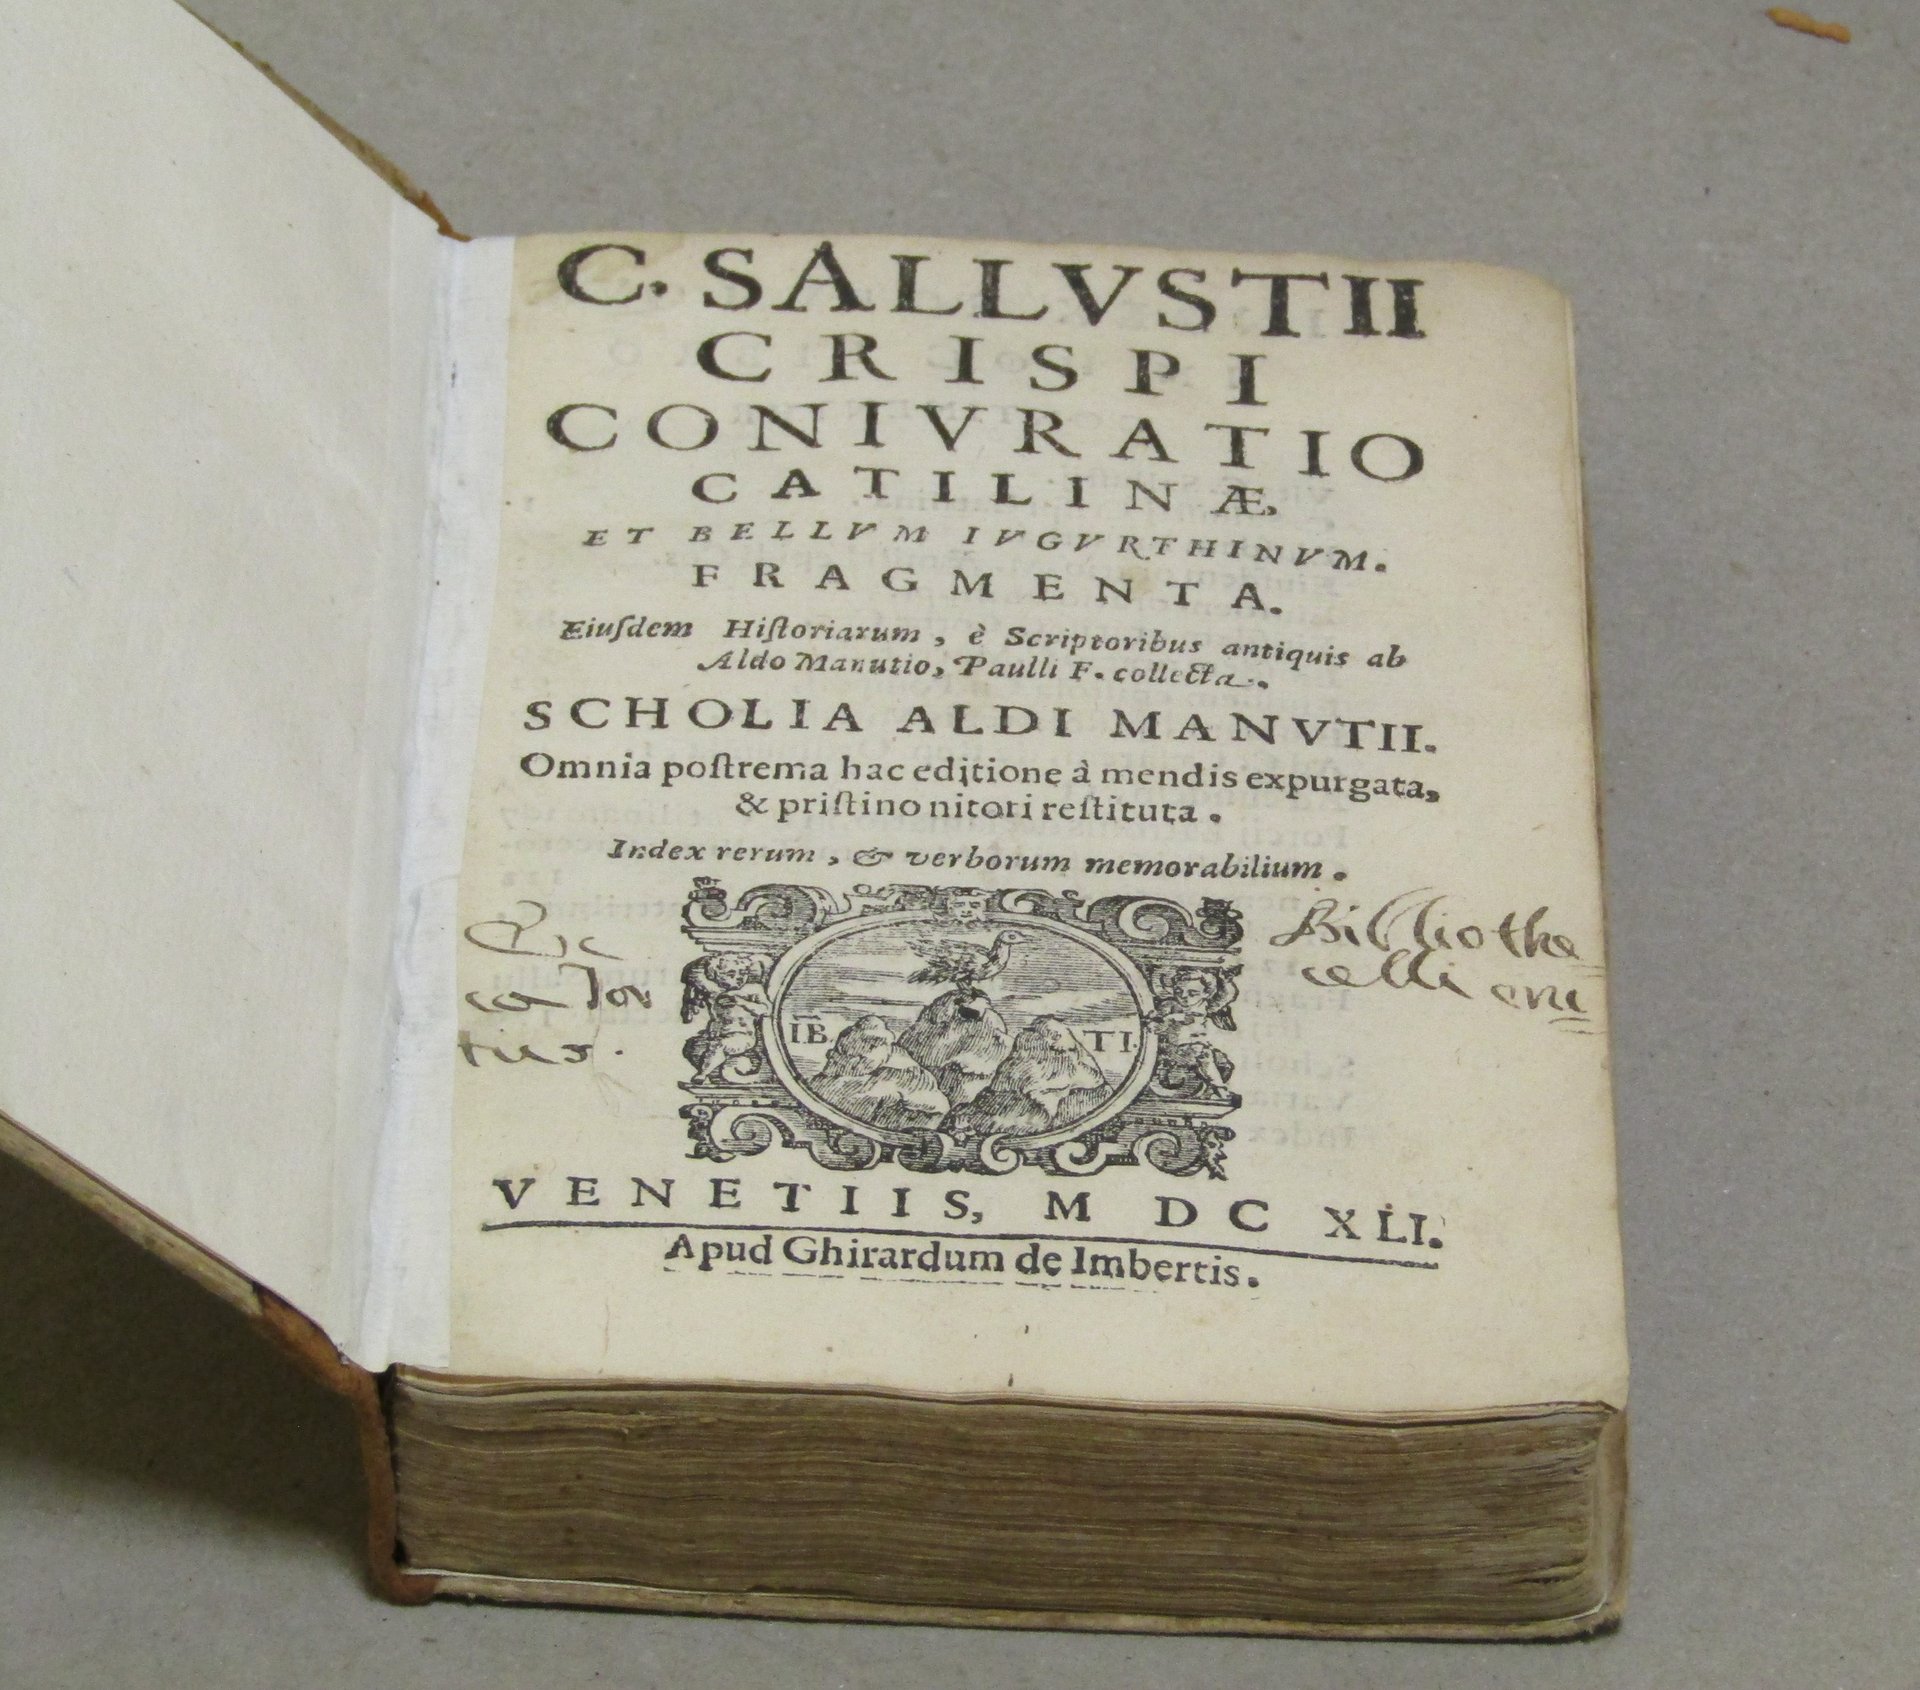 C. SALLVSTII
CRISPI
CONIVRATIO
CATILINÆ,
ET BELLVM IVGVRTHINVM.
FRAGMENTA.
Eiuſdem Hiſtoriarum, è Scriptoribus antiquis ab
Aldo Manutio, Paulli F. collecta.
SCHOLIA ALDI MANVTII.
Omnia poſtrema hac editione à mendis expurgata,
& priſtino nitori reſtituta.
Index rerum, & verborum memorabilium.
Bibliothe
IB. TI.
tus.
VENETIIS, M DC XLI.
Apud Ghirardum de Imbertis.